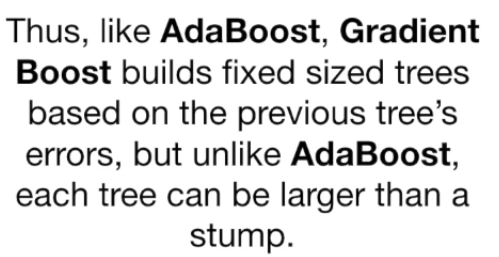 Thus, like AdaBoost, Gradient
Boost builds fixed sized trees
based on the previous tree’s
errors, but unlike AdaBoost,
each tree can be larger than a
stump.